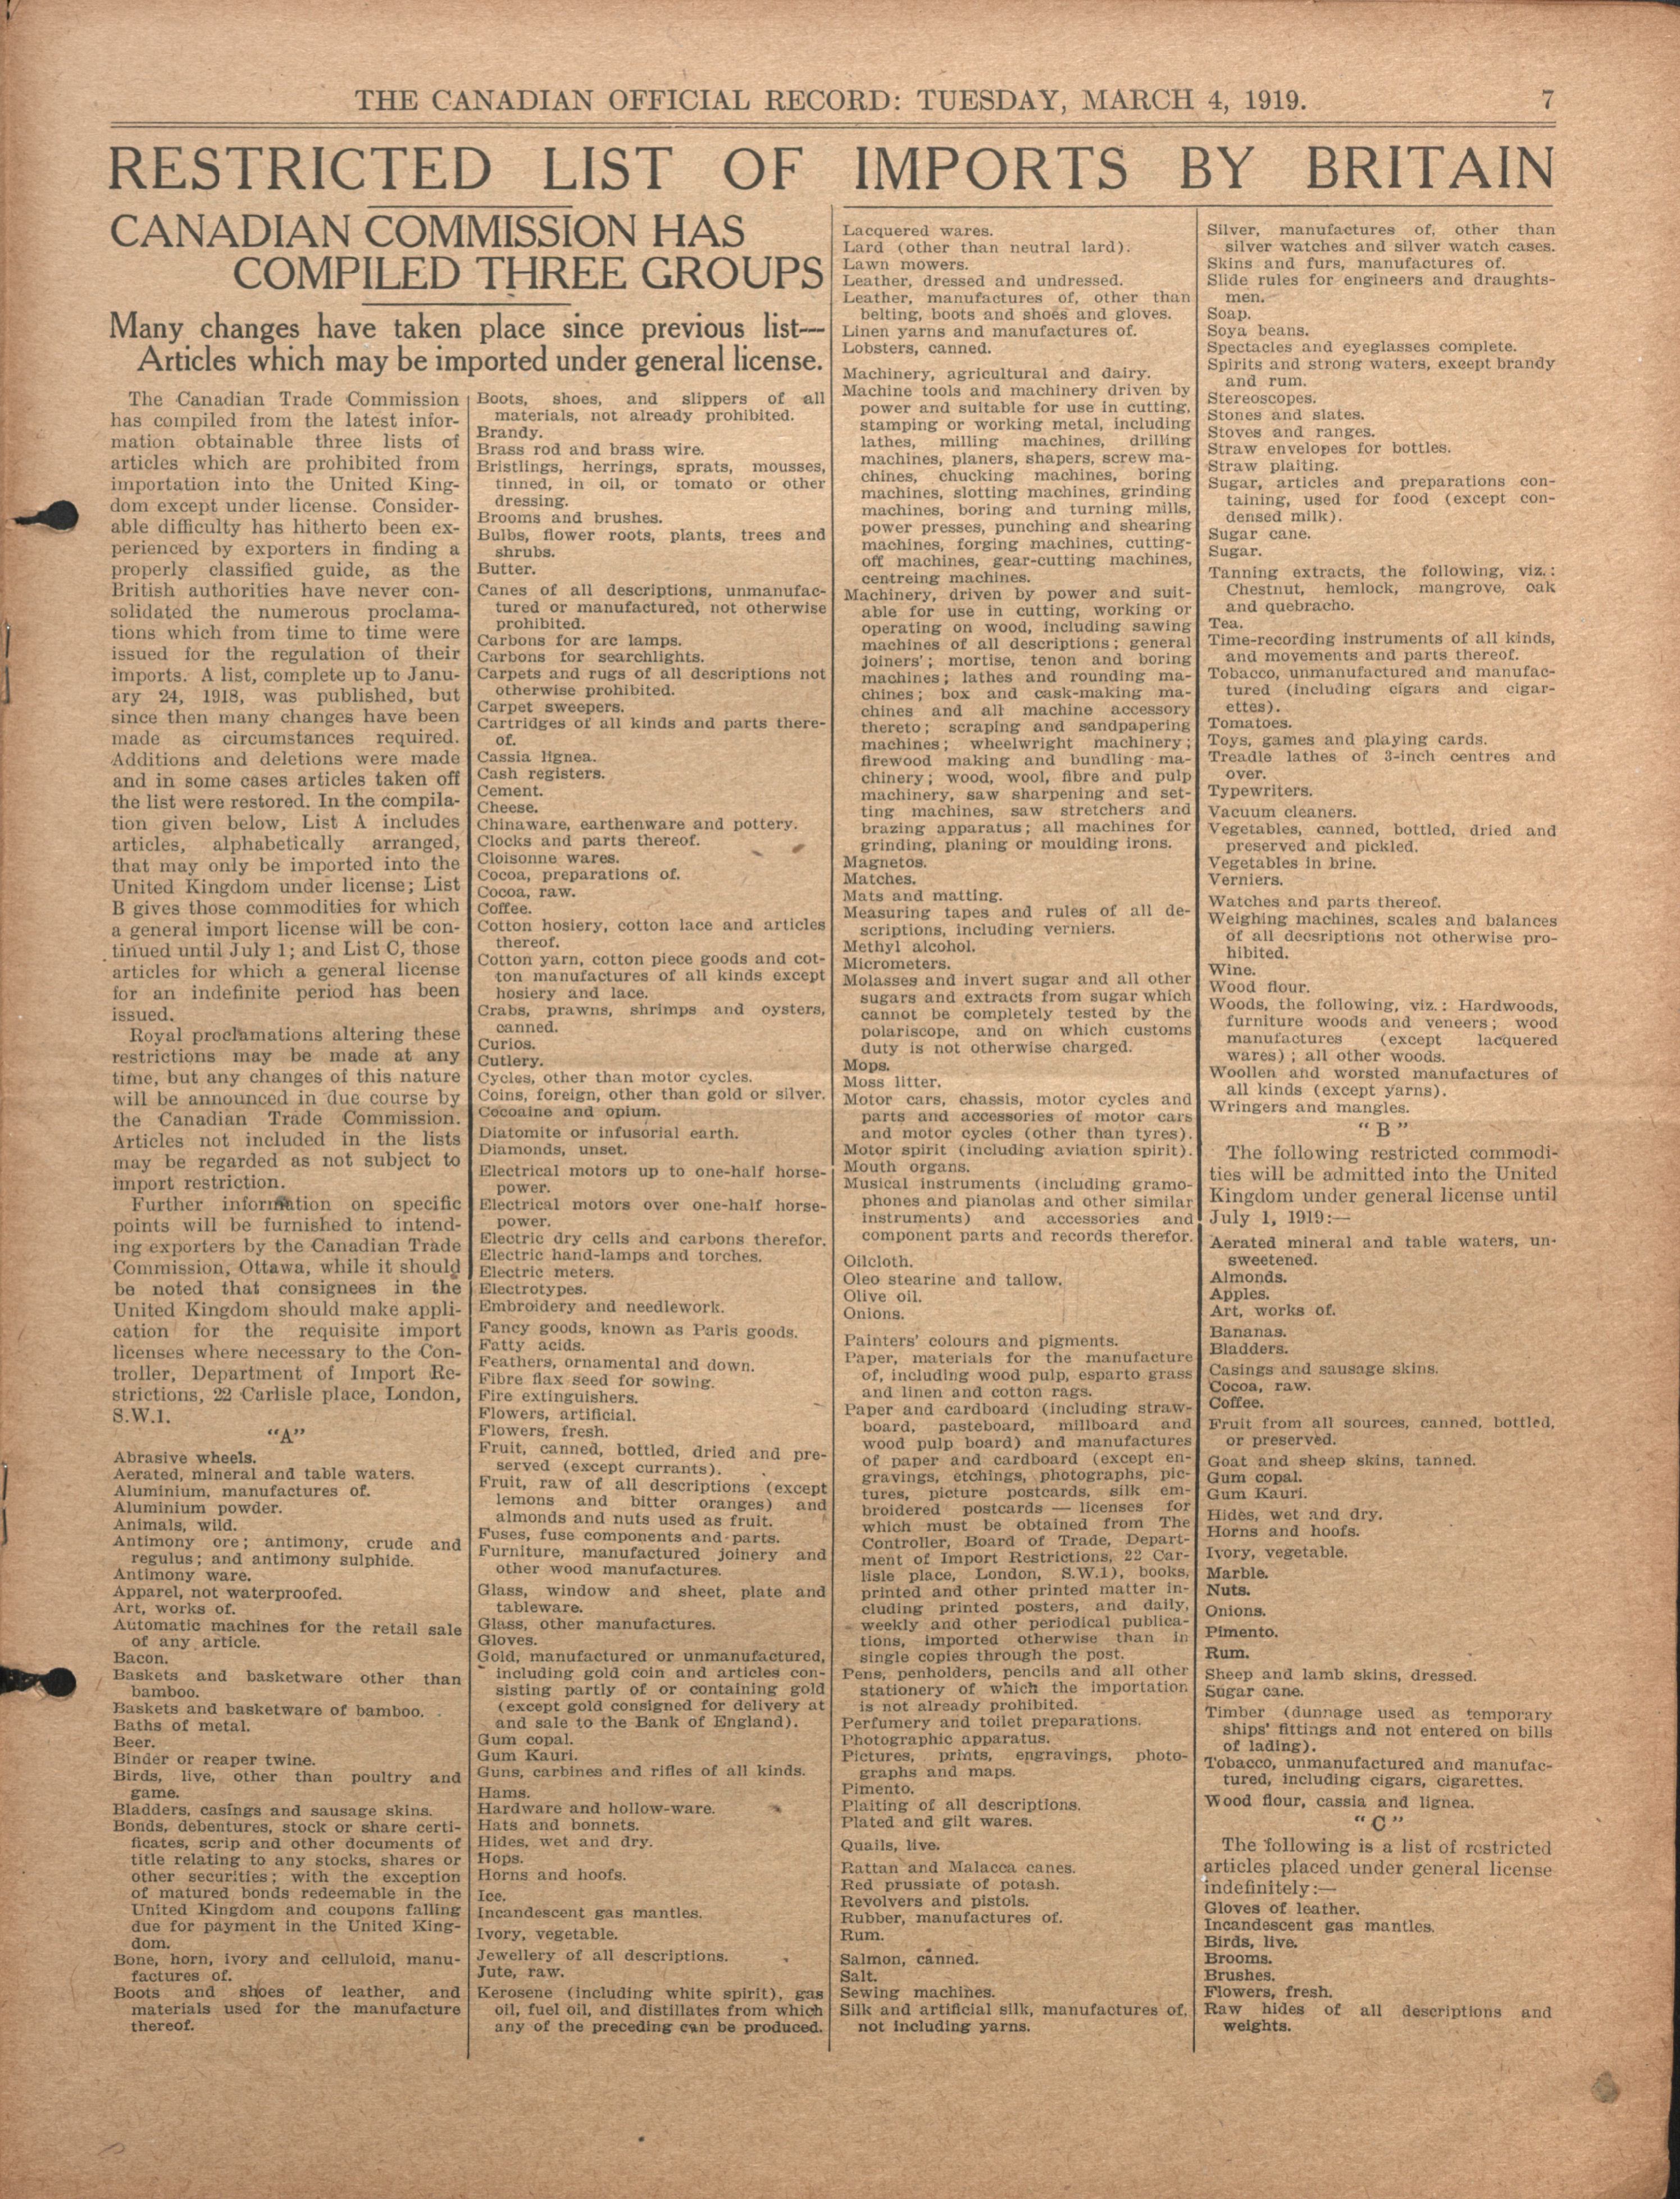 THE CANADIAN OFFICIAL RECORD: TUESDAY, MARCH 4, 1919.
7
RESTRICTED LIST OF IMPORTS BY BRITAIN
CANADIAN COMMISSION HAS
COMPILED THREE GROUPS
Many changes have taken place since previous list—
Articles which may be imported under general license.
The Canadian Trade Commission
has compiled from the latest infor-
mation obtainable three lists of
articles which are prohibited from
importation into the United King-
dom except under license. Consider-
able difficulty has hitherto been ex-
perienced by exporters in finding a
properly classified guide, as the
British authorities have never con-
solidated the numerous proclama-
tions which from time to time were
issued for the regulation of their
imports. A list, complete up to Janu-
ary 24, 1918, was published, but
since then many changes have been
made as circumstances required.
Additions and deletions were made
and in some cases articles taken off
the list were restored. In the compila-
tion given below, List A includes
articles, alphabetically arranged,
that may only be imported into the
United Kingdom under license; List
B gives those commodities for which
a general import license will be con-
tinued until July 1; and List C, those
articles for which a general license
for an indefinite period has been
issued.
Royal proclamations altering these
restrictions may be made at any
time, but any changes of this nature
will be announced in due course by
the Canadian Trade Commission.
Articles not included in the lists
may be regarded as not subject to
import restriction.
Further information on specific
points will be furnished to intend-
ing exporters by the Canadian Trade
Commission, Ottawa, while it should
be noted that consignees in the
United Kingdom should make appli-
cation for the requisite import
licenses where necessary to the Con-
troller, Department of Import Re-
strictions, 22 Carlisle place, London,
S.W.1.
“A”
Abrasive wheels.
Aerated, mineral and table waters.
Aluminium, manufactures of.
Aluminium powder.
Animals, wild.
Antimony ore; antimony, crude and
regulus; and antimony sulphide.
Antimony ware.
Apparel, not waterproofed.
Art, works of.
Automatic machines for the retail sale
of any article.
Bacon.
Baskets and basketware other than
bamboo.
Baskets and basketware of bamboo.
Baths of metal.
Beer.
Binder or reaper twine.
Birds, live, other than poultry and
game.
Bladders, casings and sausage skins.
Bonds, debentures, stock or share certi-
ficates, scrip and other documents of
title relating to any stocks, shares or
other securities; with the exception
of matured bonds redeemable in the
United Kingdom and coupons falling
due for payment in the United King-
dom.
Bone, horn, ivory and celluloid, manu-
factures of.
Boots and shoes of leather, and
materials used for the manufacture
thereof.
Boots, shoes, and slippers of all
materials, not already prohibited.
Brandy.
Brass rod and brass wire.
Bristlings, herrings, sprats, mousses,
tinned, in oil, or tomato or other
dressing.
Brooms and brushes.
Bulbs, flower roots, plants, trees and
shrubs.
Butter.
Canes of all descriptions, unmanufac-
tured or manufactured, not otherwise
prohibited.
Carbons for arc lamps.
Carbons for searchlights.
Carpets and rugs of all descriptions not
otherwise prohibited.
Carpet sweepers.
Cartridges of all kinds and parts there-
of.
Cassia lignea.
Cash registers.
Cement.
Cheese.
Chinaware, earthenware and pottery.
Clocks and parts thereof.
Cloisonne wares.
Cocoa, preparations of.
Cocoa, raw.
Coffee.
Cotton hosiery, cotton lace and articles
thereof.
Cotton yarn, cotton piece goods and cot-
ton manufactures of all kinds except
hosiery and lace.
Crabs, prawns, shrimps and oysters,
canned.
Curios.
Cutlery.
Cycles, other than motor cycles.
Coins, foreign, other than gold or silver.
Cocoaine and opium.
Diatomite or infusorial earth.
Diamonds, unset.
Electrical motors up to one-half horse-
power.
Electrical motors over one-half horse-
power.
Electric dry cells and carbons therefor.
Electric hand-lamps and torches.
Electric meters.
Electrotypes.
Embroidery and needlework.
Fancy goods, known as Paris goods.
Fatty acids.
Feathers, ornamental and down.
Fibre flax seed for sowing.
Fire extinguishers.
Flowers, artificial.
Flowers, fresh.
Fruit, canned, bottled, dried and pre-
served (except currants).
Fruit, raw of all descriptions (except
lemons and bitter oranges) and
almonds and nuts used as fruit.
Fuses, fuse components and parts.
Furniture, manufactured joinery and
other wood manufactures.
Glass, window and sheet, plate and
tableware.
Glass, other manufactures.
Gloves.
Gold, manufactured or unmanufactured,
including gold coin and articles con-
sisting partly of or containing gold
(except gold consigned for delivery at
and sale to the Bank of England).
Gum copal.
Gum Kauri.
Guns, carbines and rifles of all kinds.
Hams.
Hardware and hollow-ware.
Hats and bonnets.
Hides, wet and dry.
Hops.
Horns and hoofs.
Ice.
Incandescent gas mantles.
Ivory, vegetable.
Jewellery of all descriptions.
Jute, raw.
Kerosene (including white spirit), gas
oil, fuel oil, and distillates from which
any of the preceding can be produced.
Lacquered wares.
Lard (other than neutral lard).
Lawn mowers.
Leather, dressed and undressed.
Leather, manufactures of, other than
belting, boots and shoes and gloves.
Linen yarns and manufactures of.
Lobsters, canned.
Machinery, agricultural and dairy.
Machine tools and machinery driven by
power and suitable for use in cutting,
stamping or working metal, including
lathes, milling machines, drilling
machines, planers, shapers, screw ma-
chines, chucking machines, boring
machines, slotting machines, grinding
machines, boring and turning mills,
power presses, punching and shearing
machines, forging machines, cutting-
off machines, gear-cutting machines,
centreing machines.
Machinery, driven by power and suit-
able for use in cutting, working or
operating on wood, including sawing
machines of all descriptions; general
joiners'; mortise, tenon and boring
machines; lathes and rounding ma-
chines; box and cask-making ma-
chines and all machine accessory
thereto; scraping and sandpapering
machines; wheelwright machinery;
firewood making and bundling ma-
chinery; wood, wool, fibre and pulp
machinery, saw sharpening and set-
ting machines, saw stretchers and
brazing apparatus; all machines for
grinding, planing or moulding irons.
Magnetos.
Matches.
Mats and matting.
Measuring tapes and rules of all de-
scriptions, including verniers.
Methyl alcohol.
Micrometers.
Molasses and invert sugar and all other
sugars and extracts from sugar which
cannot be completely tested by the
polariscope, and on which customs
duty is not otherwise charged.
Mops.
Moss litter.
Motor cars, chassis, motor cycles and
parts and accessories of motor cars
and motor cycles (other than tyres).
Motor spirit (including aviation spirit).
Mouth organs.
Musical instruments (including gramo-
phones and pianolas and other similar
instruments) and accessories and
component parts and records therefor.
Oilcloth.
Oleo stearine and tallow.
Olive oil.
Onions.
Painters' colours and pigments.
Paper, materials for the manufacture
of, including wood pulp, esparto grass
and linen and cotton rags.
Paper and cardboard (including straw-
board, pasteboard, millboard and
wood pulp board) and manufactures
of paper and cardboard (except en-
gravings, etchings, photographs, pic-
tures, picture postcards, silk em-
broidered postcards — licenses for
which must be obtained from The
Controller, Board of Trade, Depart-
ment of Import Restrictions, 22 Car-
lisle place, London, S.W.1), books,
printed and other printed matter in-
cluding printed posters, and daily,
weekly and other periodical publica-
tions, imported otherwise than in
single copies through the post.
Pens, penholders, pencils and all other
stationery of which the importation
is not already prohibited.
Perfumery and toilet preparations.
Photographic apparatus.
Pictures, prints, engravings, photo-
graphs and maps.
Pimento.
Plaiting of all descriptions.
Plated and gilt wares.
Quails, live.
Rattan and Malacca canes.
Red prussiate of potash.
Revolvers and pistols.
Rubber, manufactures of.
Rum.
Salmon, canned.
Salt.
Sewing machines.
Silk and artificial silk, manufactures of,
not including yarns.
Silver, manufactures of, other than
silver watches and silver watch cases.
Skins and furs, manufactures of.
Slide rules for engineers and draughts-
men.
Soap.
Soya beans.
Spectacles and eyeglasses complete.
Spirits and strong waters, except brandy
and rum.
Stereoscopes.
Stones and slates.
Stoves and ranges.
Straw envelopes for bottles.
Straw plaiting.
Sugar, articles and preparations con-
taining, used for food (except con-
densed milk).
Sugar cane.
Sugar.
Tanning extracts, the following, viz.:
Chestnut, hemlock, mangrove, oak
and quebracho.
Tea.
Time-recording instruments of all kinds,
and movements and parts thereof.
Tobacco, unmanufactured and manufac-
tured (including cigars and cigar-
ettes).
Tomatoes.
Toys, games and playing cards.
Treadle lathes of 3-inch centres and
over.
Typewriters.
Vacuum cleaners.
Vegetables, canned, bottled, dried and
preserved and pickled.
Vegetables in brine.
Verniers.
Watches and parts thereof.
Weighing machines, scales and balances
of all decsriptions not otherwise pro-
hibited.
Wine.
Wood flour.
Woods, the following, viz.: Hardwoods,
furniture woods and veneers; wood
manufactures (except lacquered
wares); all other woods.
Woollen and worsted manufactures of
all kinds (except yarns).
Wringers and mangles.
“B”
The following restricted commodi-
ties will be admitted into the United
Kingdom under general license until
July 1, 1919:—
Aerated mineral and table waters, un-
sweetened.
Almonds.
Apples.
Art, works of.
Bananas.
Bladders.
Casings and sausage skins.
Cocoa, raw.
Coffee.
Fruit from all sources, canned, bottled,
or preserved.
Goat and sheep skins, tanned.
Gum copal.
Gum Kauri.
Hides, wet and dry.
Horns and hoofs.
Ivory, vegetable.
Marble.
Nuts.
Onions.
Pimento.
Rum.
Sheep and lamb skins, dressed.
Sugar cane.
Timber (dunnage used as temporary
ships' fittings and not entered on bills
of lading).
Tobacco, unmanufactured and manufac-
tured, including cigars, cigarettes.
Wood flour, cassia and lignea.
“C”
The following is a list of restricted
articles placed under general license
indefinitely:—
Gloves of leather.
Incandescent gas mantles.
Birds, live.
Brooms.
Brushes.
Flowers, fresh.
Raw hides of all descriptions and
weights.